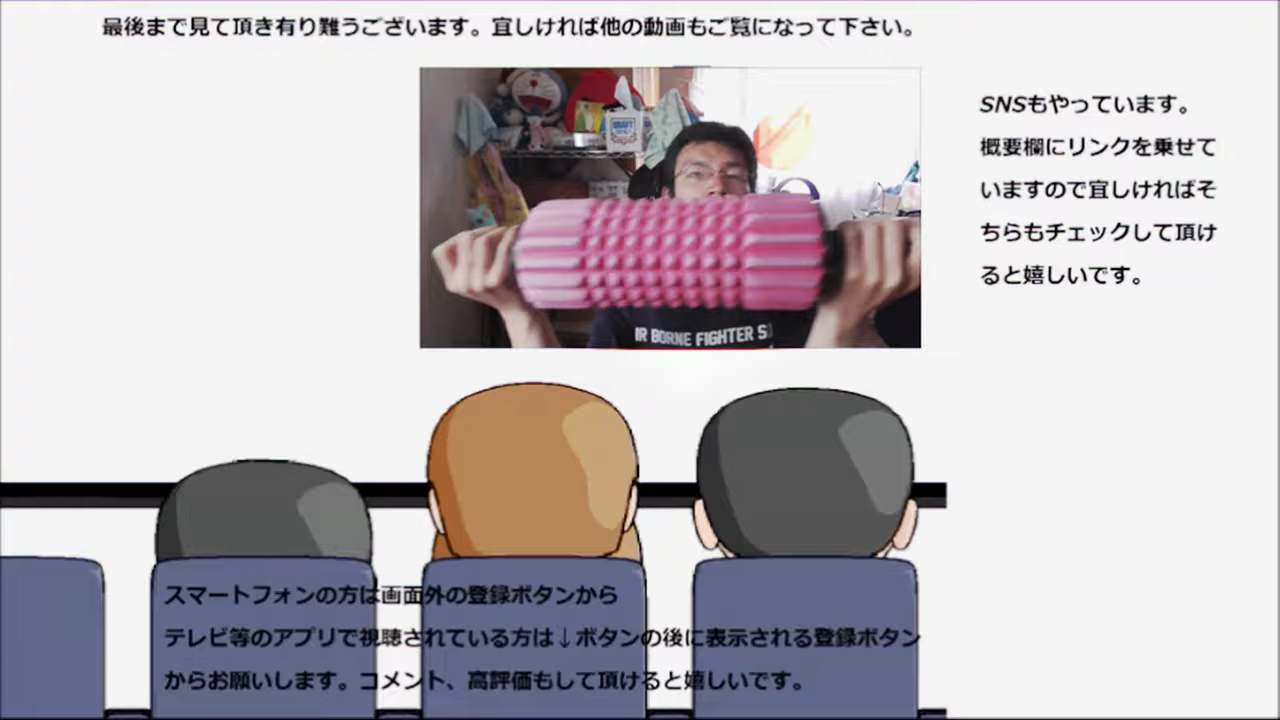 最後まで見て頂き有り難うございます。宜しければ他の動画もご覧になって下さい。
SNSもやっています。
概要欄にリンクを乗せて
いますので宜しければそ
ちらもチェックして頂け
ると嬉しいです。
DRAFT
IR BORNE FIGHTER S
スマートフォンの方は画面外の登録ボタンから
テレビ等のアプリで視聴されている方は↓ボタンの後に表示される登録ボタン
からお願いします。コメント、高評価もして頂けると嬉しいです。